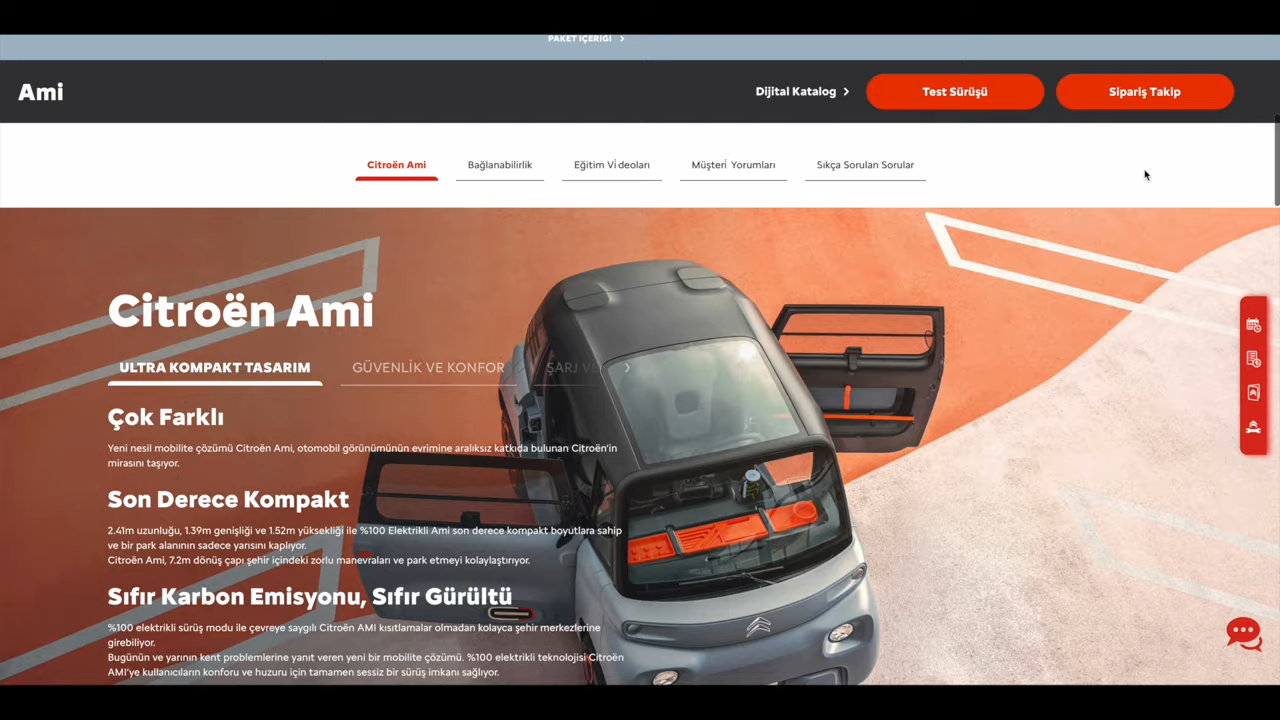 PAKET İÇERİĞİ
Ami
Dijital Katalog
Test Sürüşü
Sipariş Takip
Citroën Ami
Bağlanabilirlik
Eğitim Videoları
Müşteri Yorumları
Sıkça Sorulan Sorular
Citroën Ami
ULTRA KOMPAKT TASARIM
GÜVENLİK VE KONFOR
ŞARJ VE
Çok Farklı
Yeni nesil mobilite çözümü Citroën Ami, otomobil görünümünün evrimine aralıksız katkıda bulunan Citroën'in
mirasını taşıyor.
Son Derece Kompakt
2.41m uzunluğu, 1.39m genişliği ve 1.52m yüksekliği ile %100 Elektrikli Ami son derece kompakt boyutlara sahip
ve bir park alanının sadece yarısını kaplıyor.
Citroën Ami, 7.2m dönüş çapı şehir içindeki zorlu manevraları ve park etmeyi kolaylaştırıyor.
Sıfır Karbon Emisyonu, Sıfır Gürültü
%100 elektrikli sürüş modu ile çevreye saygılı Citroën AMI kısıtlamalar olmadan kolayca şehir merkezlerine
girebiliyor.
Bugünün ve yarının kent problemlerine yanıt veren yeni bir mobilite çözümü. %100 elektrikli teknolojisi Citroën
AMI'ye kullanıcıların konforu ve huzuru için tamamen sessiz bir sürüş imkanı sağlıyor.